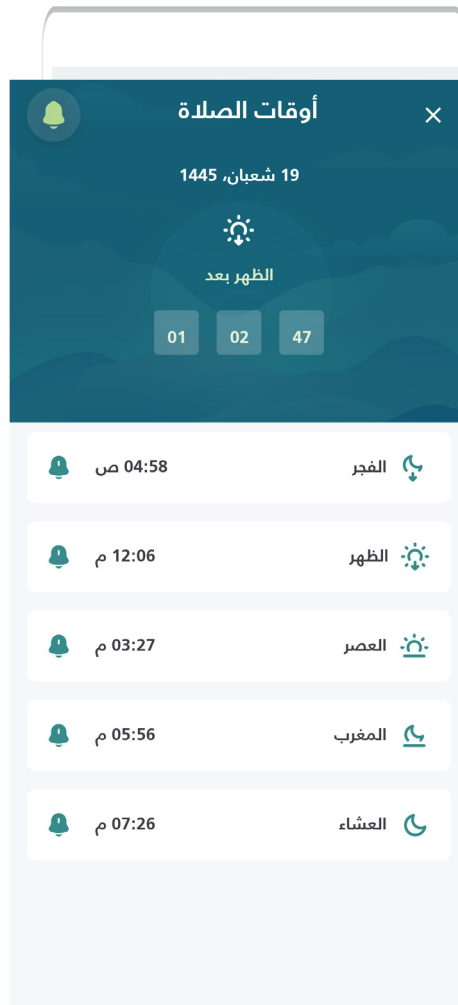 أوقات الصلاة
19 شعبان، 1445
الظهر بعد
01 02 47
الفجر 04:58 ص
الظهر 12:06 م
العصر 03:27 م
المغرب 05:56 م
العشاء 07:26 م